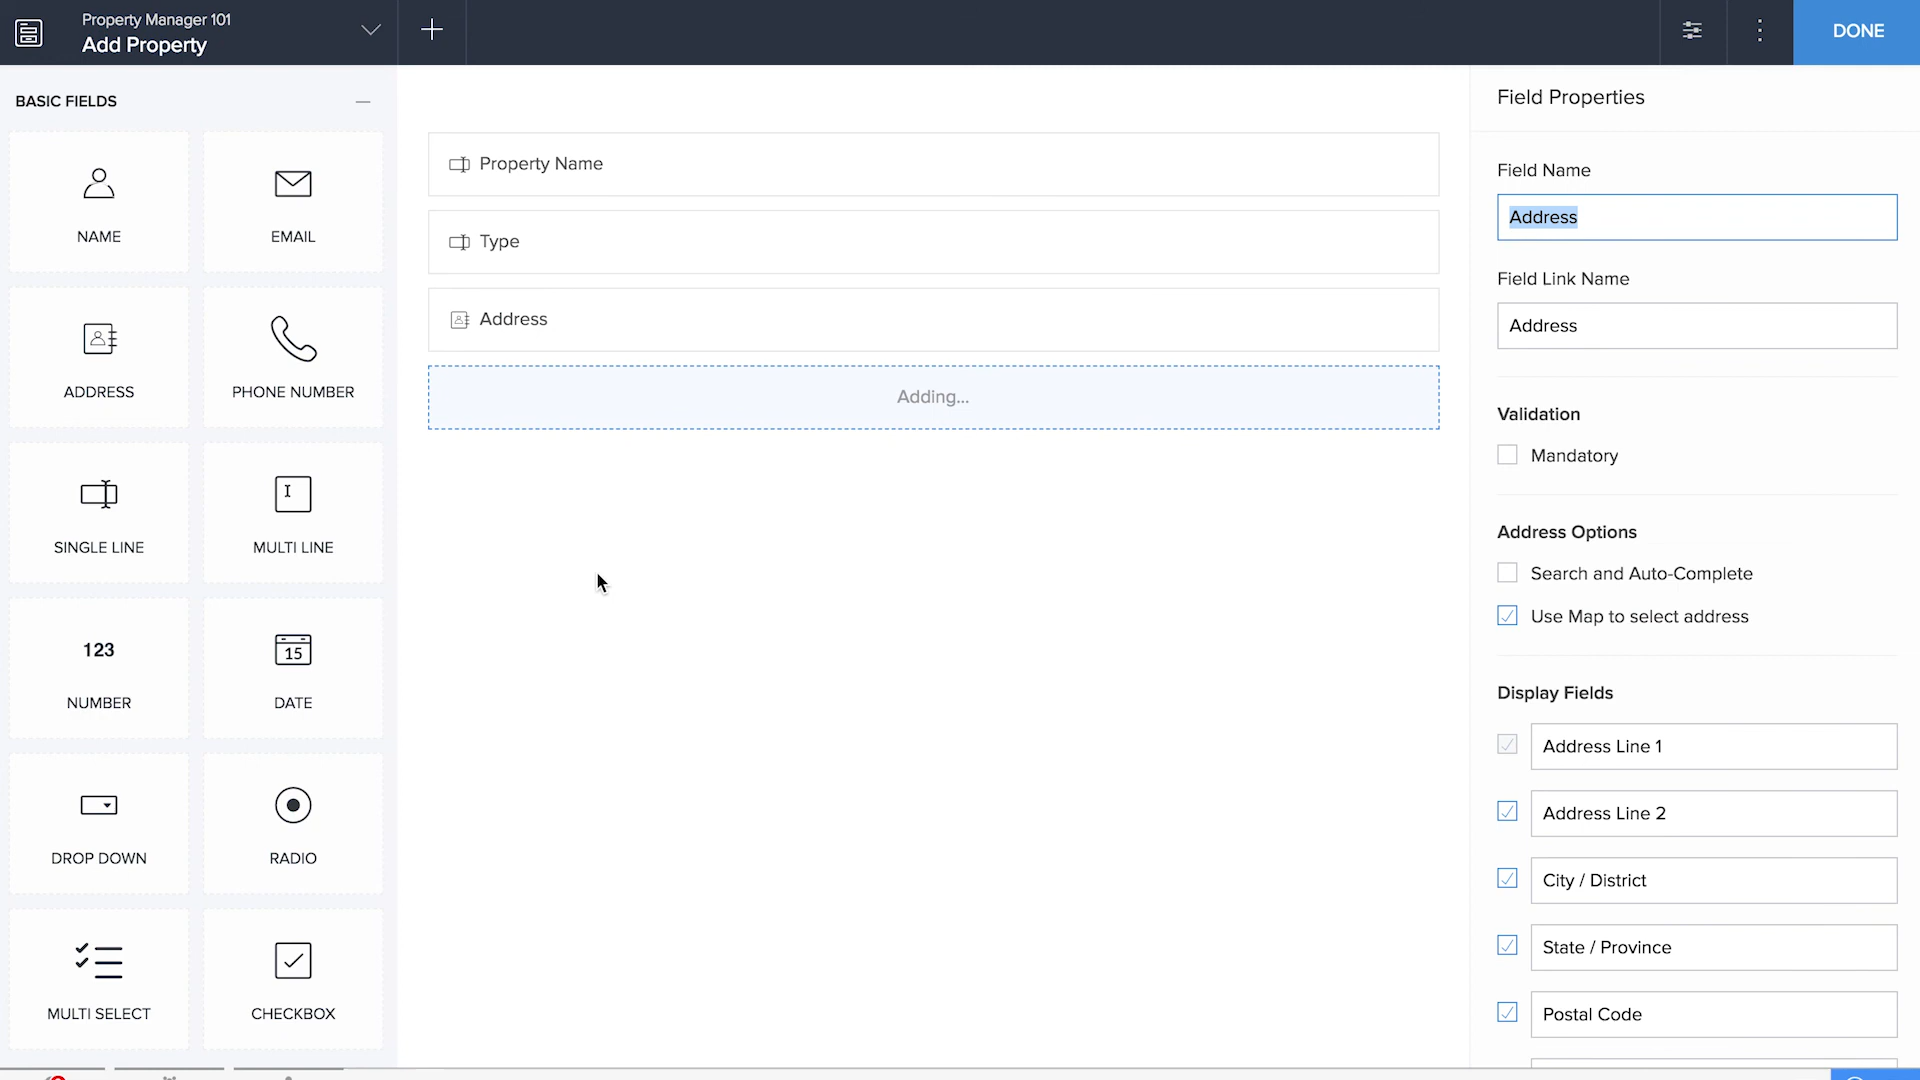 Property Manager 101
Add Property
DONE
BASIC FIELDS
NAME
EMAIL
ADDRESS
PHONE NUMBER
SINGLE LINE
MULTI LINE
123
NUMBER
15
DATE
DROP DOWN
RADIO
MULTI SELECT
CHECKBOX
Property Name
Type
Address
Adding...
Field Properties
Field Name
Address
Field Link Name
Address
Validation
Mandatory
Address Options
Search and Auto-Complete
Use Map to select address
Display Fields
Address Line 1
Address Line 2
City / District
State / Province
Postal Code